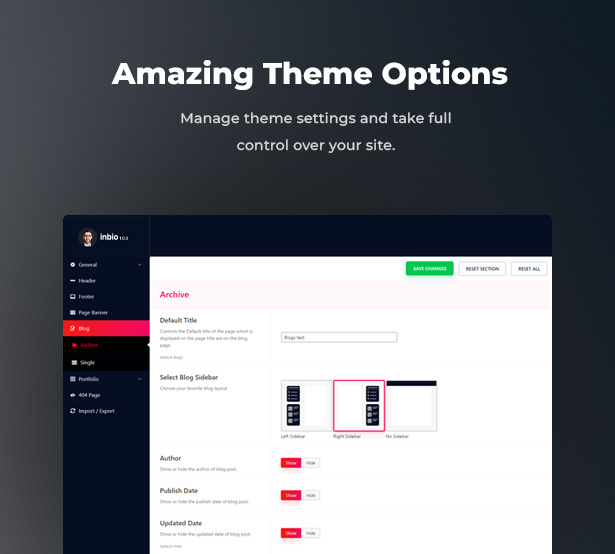 Amazing Theme Options
Manage theme settings and take full
control over your site.
inbio 1.0.3
General
Header
Footer
Page Banner
Blog
Archive
Single
Portfolio
404 Page
Import / Export
SAVE CHANGES
RESET SECTION
RESET ALL
Archive
Default Title
Controls the Default title of the page which is
displayed on the page title are on the blog
page.
Default: Blogs
Blogs text
Select Blog Sidebar
Choose your favorite blog layout
Left Sidebar
Right Sidebar
No Sidebar
Author
Show or hide the author of blog post.
Show
Hide
Publish Date
Show or hide the publish date of blog post.
Show
Hide
Updated Date
Show or hide the updated date of blog post.
Default: Hide
Show
Hide